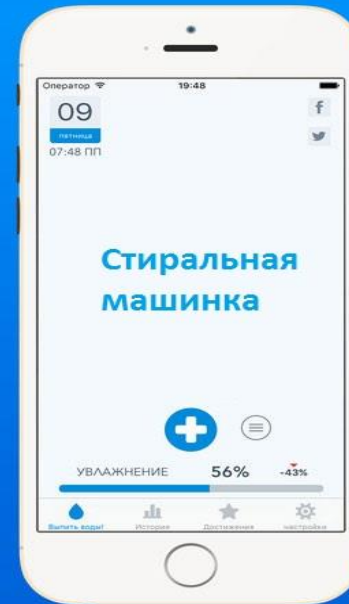 Оператор 19:48
09
пятница
07:48 ПП
f
Стиральная
машинка
УВЛАЖНЕНИЕ 56% -43%
Выпить воды! История Достижения настройки